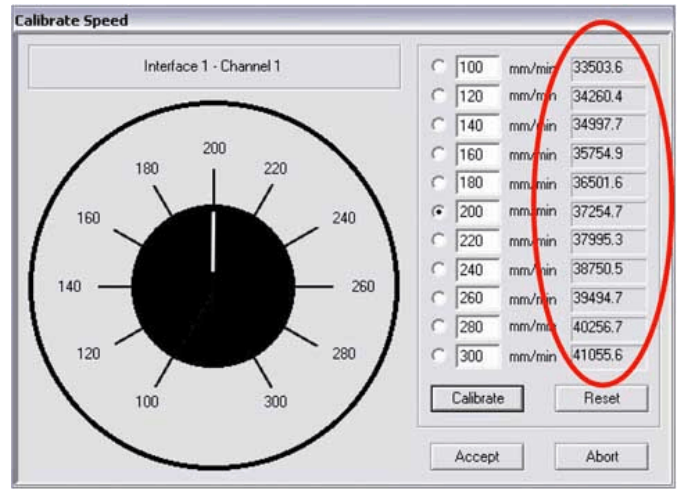 Calibrate Speed
Interface 1 - Channel 1
200
180 220
160 240
140 260
120 280
100 300
100 mm/min 33503.6
120 mm/min 34260.4
140 mm/min 34997.7
160 mm/min 35754.9
180 mm/min 36501.6
200 mm/min 37254.7
220 mm/min 37995.3
240 mm/min 38750.5
260 mm/min 39494.7
280 mm/min 40256.7
300 mm/min 41055.6
Calibrate Reset
Accept Abort